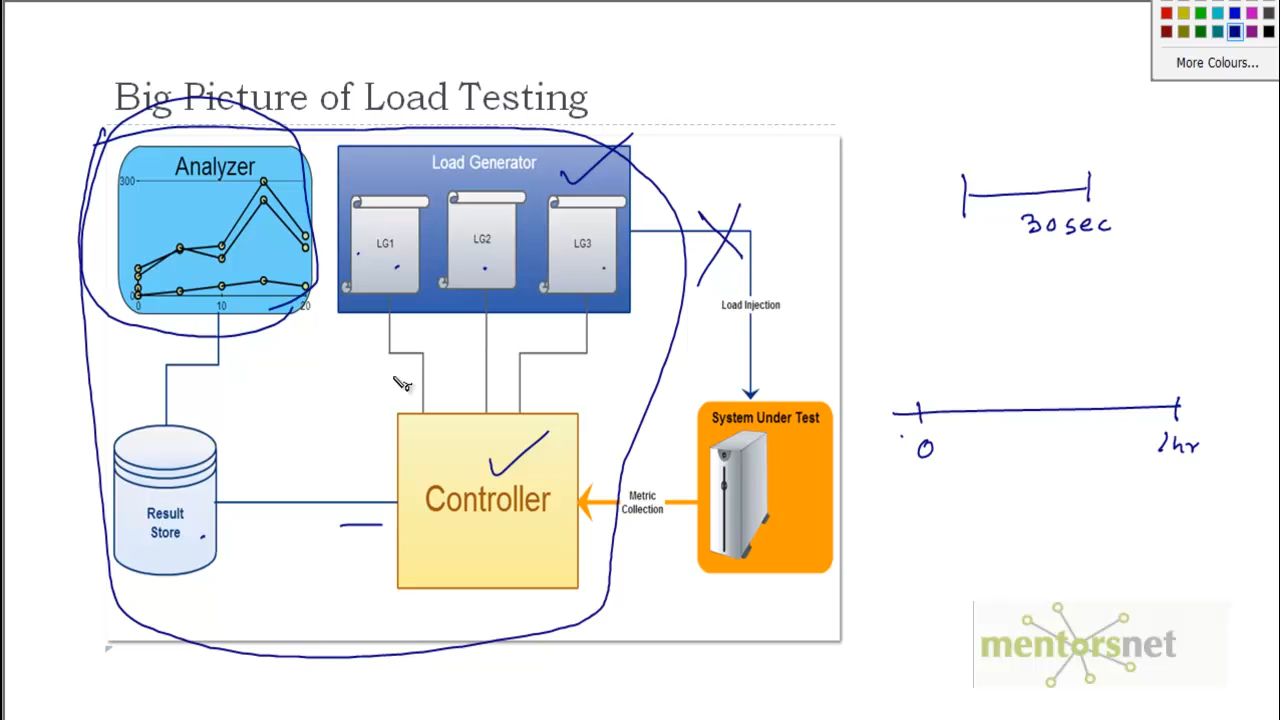 More Colours...
Big Picture of Load Testing
Analyzer
300
0
0
10
20
Load Generator
LG1
LG2
LG3
30sec
Load Injection
System Under Test
0
1hr
Controller
Metric
Collection
Result
Store
mentorsnet